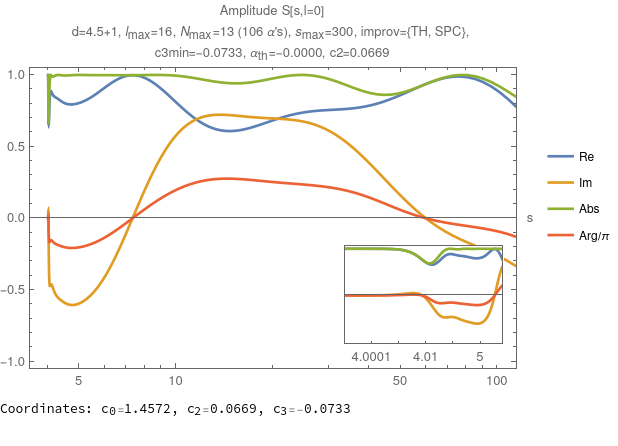 Amplitude S[s,l=0]
d=4.5+1, lmax=16, Nmax=13 (106 α's), smax=300, improv={TH, SPC},
c3min=-0.0733, αth=-0.0000, c2=0.0669
1.0
0.5
0.0
-0.5
-1.0
5
10
50
100
s
Re
Im
Abs
Arg/π
4.0001
4.01
5
Coordinates: c0=1.4572, c2=0.0669, c3=-0.0733